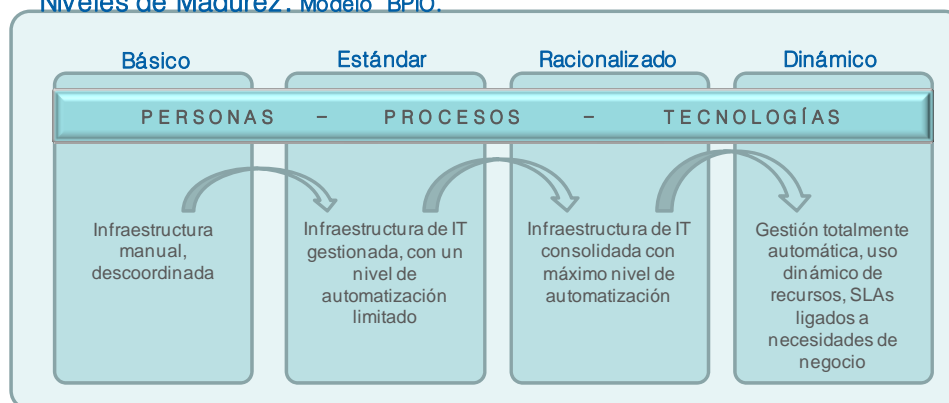 Niveles de Madurez. Modelo BPIO.
Básico
Estándar
Racionalizado
Dinámico
PERSONAS – PROCESOS – TECNOLOGÍAS
Infraestructura
manual,
descoordinada
Infraestructura de IT
gestionada, con un
nivel de
automatización
limitado
Infraestructura de IT
consolidada con
máximo nivel de
automatización
Gestión totalmente
automática, uso
dinámico de
recursos, SLAs
ligados a
necesidades de
negocio